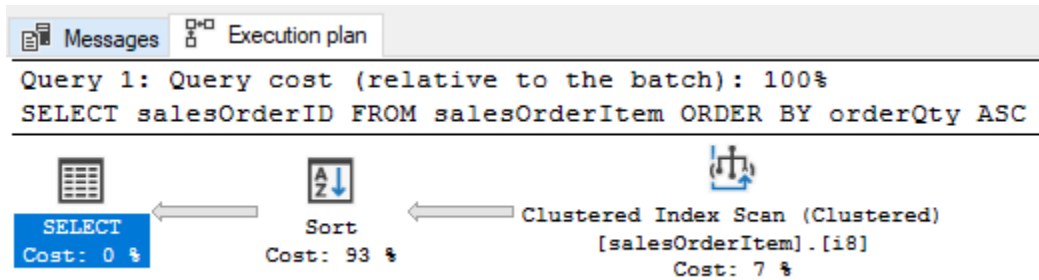 Messages Execution plan
Query 1: Query cost (relative to the batch): 100%
SELECT salesOrderID FROM salesOrderItem ORDER BY orderQty ASC
SELECT
Cost: 0 %
Sort
Cost: 93 %
Clustered Index Scan (Clustered)
[salesOrderItem].[i8]
Cost: 7 %